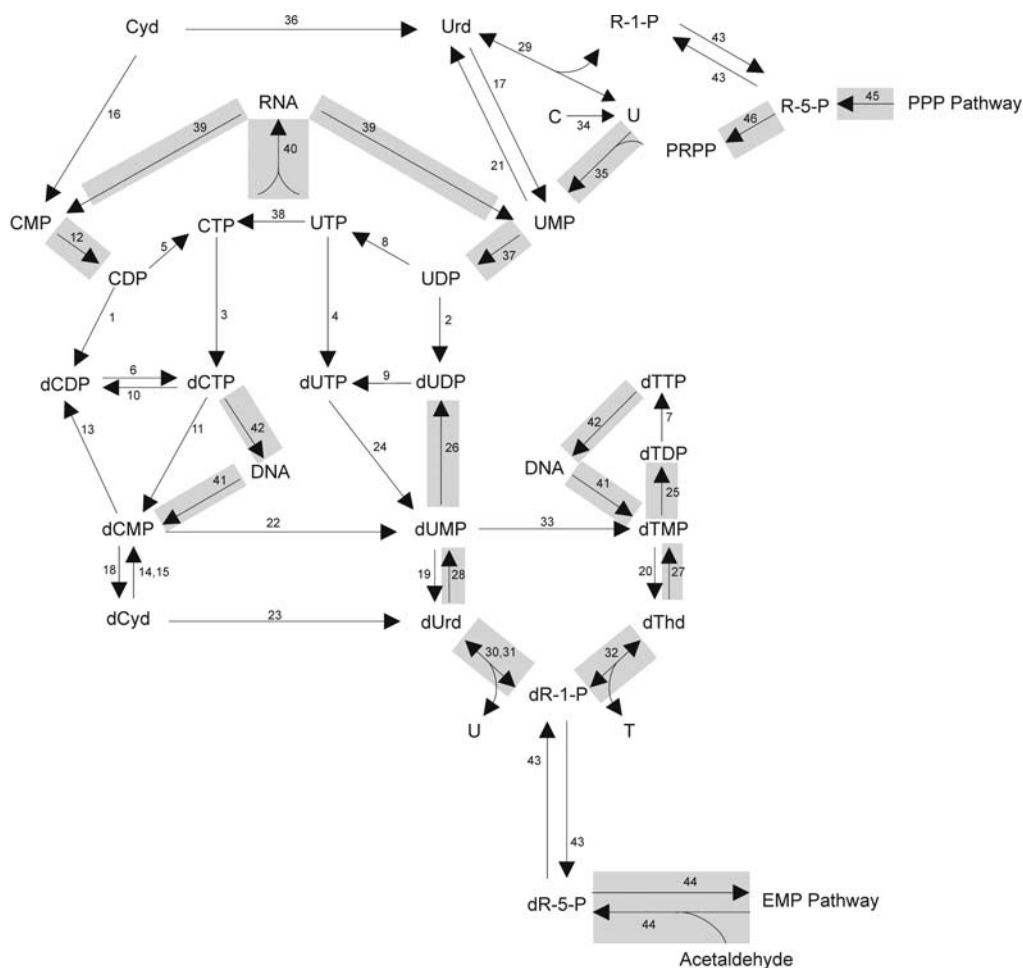 Cyd 36 Urd R-1-P 43
29
43
16 RNA 17 C 34 U R-5-P 45 PPP Pathway
39 39 46
40 PRPP
21 35
CMP CTP 38 UTP UMP
12 5 8 37
CDP UDP
1 3 4 2
dCDP 6 dCTP dUTP 9 dUDP dTTP
10
13 11 42 24 26 42 7
DNA DNA dTDP
41 41 25
dCMP 22 dUMP 33 dTMP
18 14,15 19 28 20 27
dCyd 23 dUrd dThd
30,31 32
dR-1-P
U T
43
43
dR-5-P 44 EMP Pathway
44
Acetaldehyde